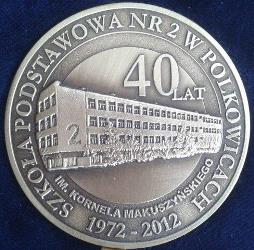 SZKOŁA PODSTAWOWA NR 2 W POLKOWICACH
40
LAT
2
IM. KORNELA MAKUSZYŃSKIEGO
1972 - 2012